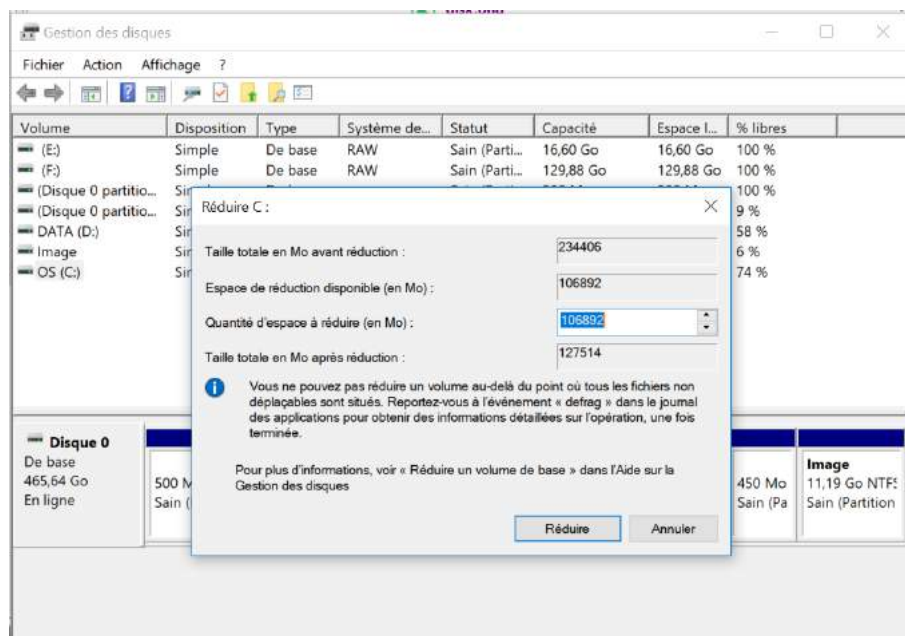 Gestion des disques
Fichier Action Affichage ?
Volume Disposition Type Système de... Statut Capacité Espace l... % libres
(E:) Simple De base RAW Sain (Parti... 16,60 Go 16,60 Go 100 %
(F:) Simple De base RAW Sain (Parti... 129,88 Go 129,88 Go 100 %
(Disque 0 partitio... 100 %
(Disque 0 partitio... 9 %
DATA (D:) 58 %
Image 6 %
OS (C:) 74 %
Réduire C :
Taille totale en Mo avant réduction : 234406
Espace de réduction disponible (en Mo) : 106892
Quantité d'espace à réduire (en Mo) : 106892
Taille totale en Mo après réduction : 127514
Vous ne pouvez pas réduire un volume au-delà du point où tous les fichiers non
déplaçables sont situés. Reportez-vous à l'événement « defrag » dans le journal
des applications pour obtenir des informations détaillées sur l'opération, une fois
terminée.
Pour plus d'informations, voir « Réduire un volume de base » dans l'Aide sur la
Gestion des disques
Réduire Annuler
Disque 0
De base
465,64 Go
En ligne
500 M
Sain (
450 Mo
Sain (Pa
Image
11,19 Go NTFS
Sain (Partition